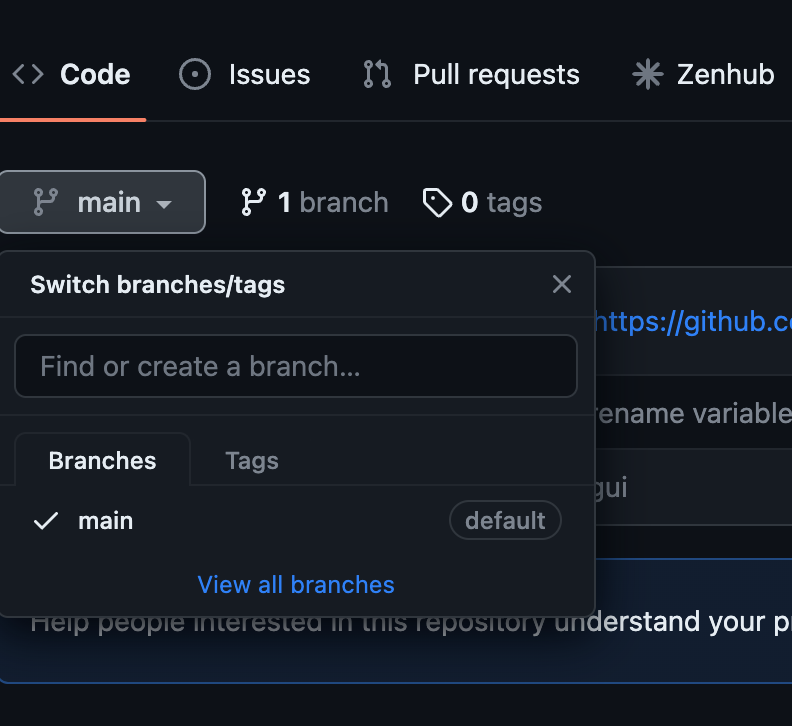 Code Issues Pull requests Zenhub
main 1 branch 0 tags
Switch branches/tags
https://github.c
Find or create a branch...
rename variable
Branches Tags
gui
main default
View all branches
Help people interested in this repository understand your p